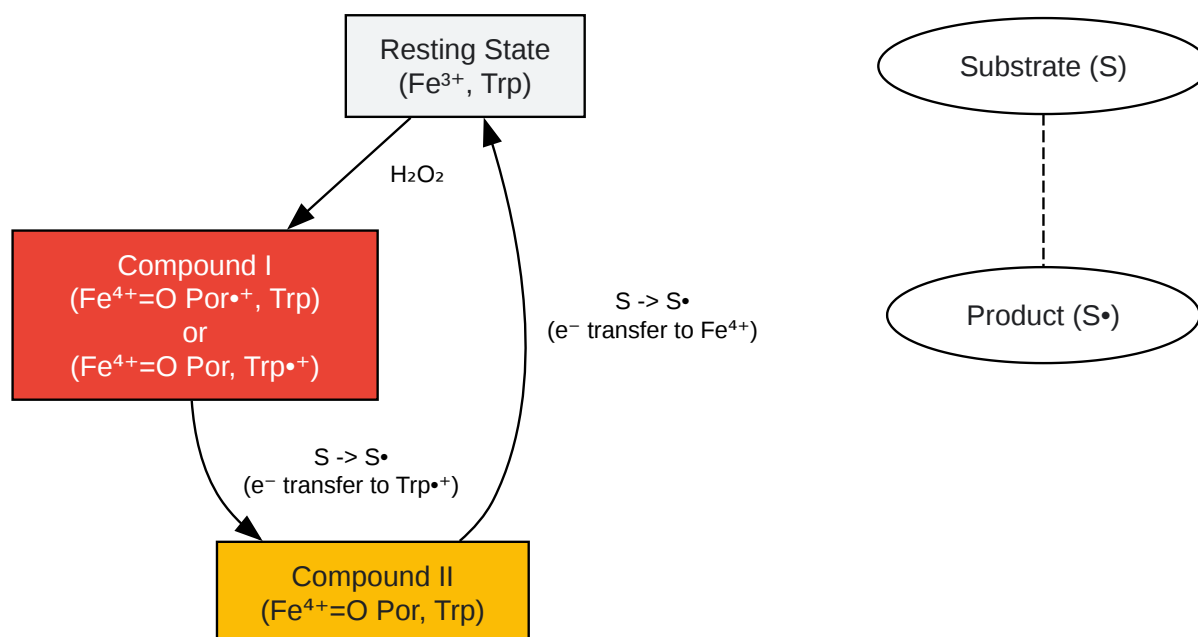 Resting State
(Fe³⁺, Trp)
Substrate (S)
H₂O₂
Compound I
(Fe⁴⁺=O Por•⁺, Trp)
or
(Fe⁴⁺=O Por, Trp•⁺)
S -> S•
(e⁻ transfer to Fe⁴⁺)
Product (S•)
S -> S•
(e⁻ transfer to Trp•⁺)
Compound II
(Fe⁴⁺=O Por, Trp)